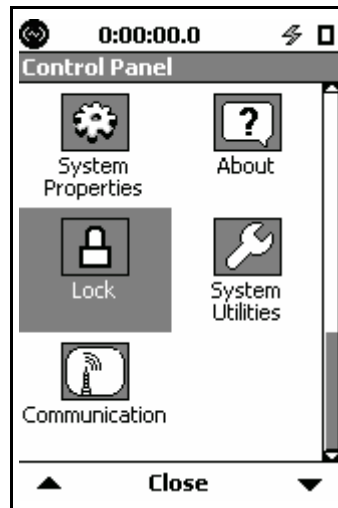 0:00:00.0
Control Panel
?
System
Properties
About
Lock
System
Utilities
Communication
Close